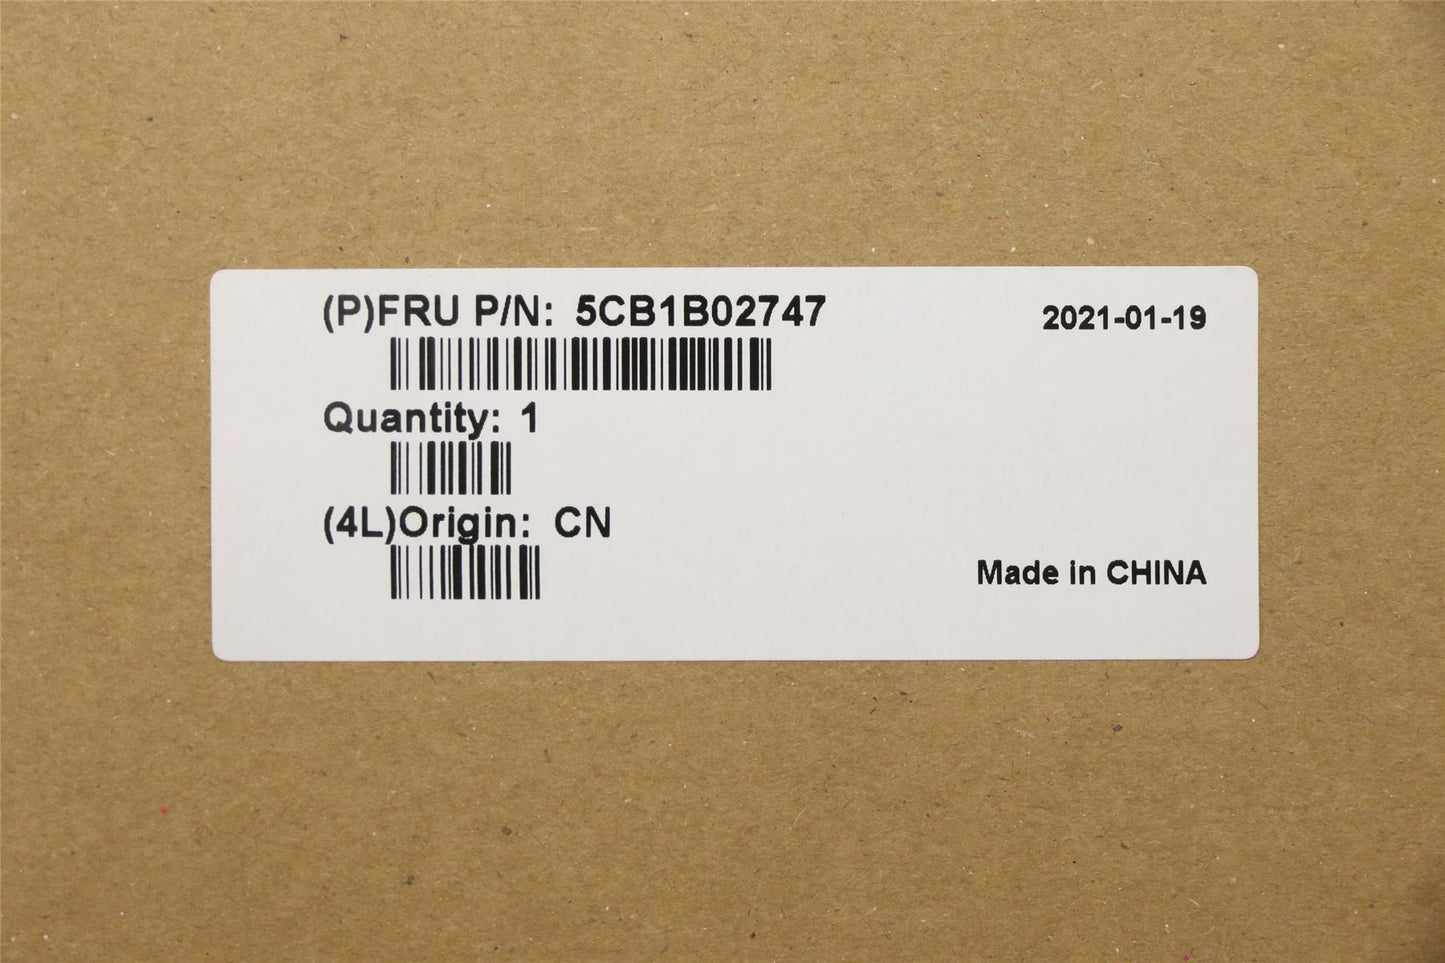 (P)FRU P/N: 5CB1B02747
2021-01-19
Quantity: 1
(4L)Origin: CN
Made in CHINA